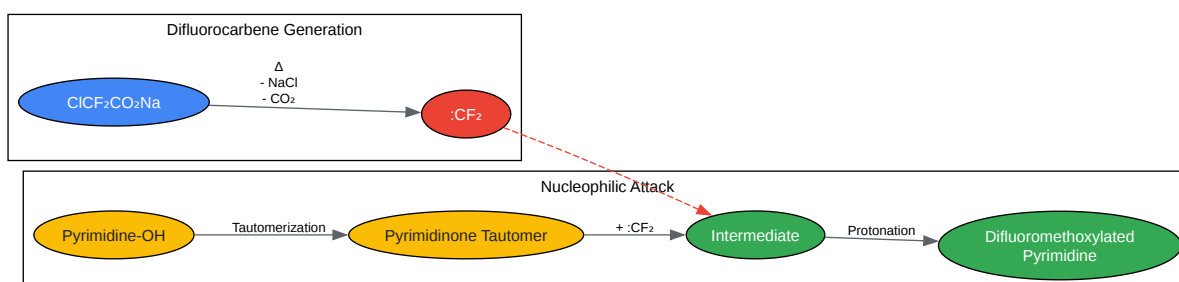 Difluorocarbene Generation
ClCF₂CO₂Na
Δ
- NaCl
- CO₂
:CF₂
Nucleophilic Attack
Pyrimidine-OH
Tautomerization
Pyrimidinone Tautomer
+ :CF₂
Intermediate
Protonation
Difluoromethoxylated
Pyrimidine